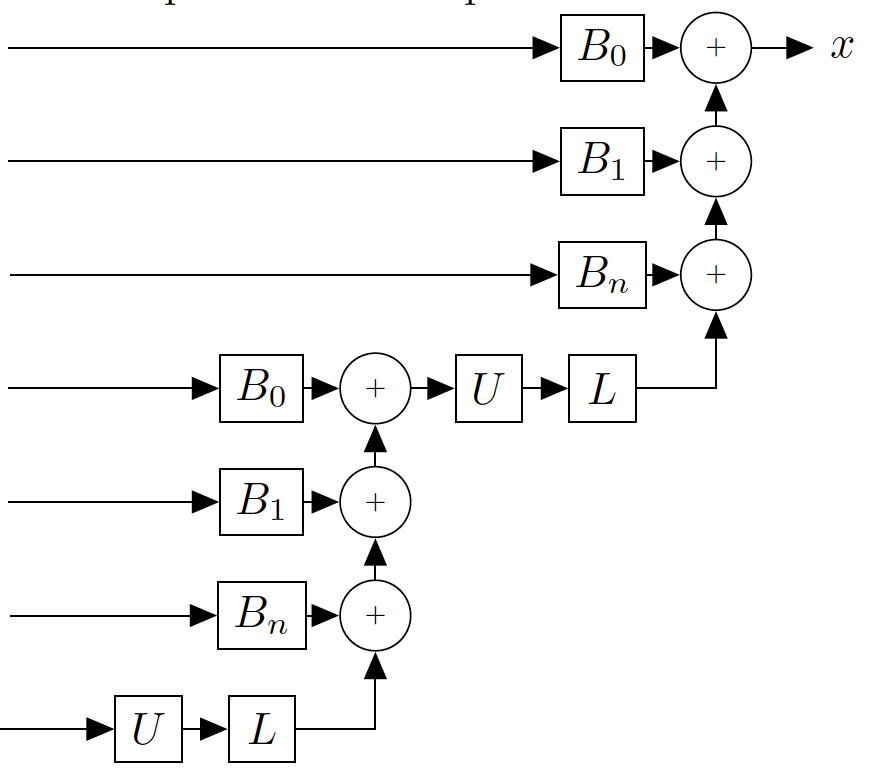 B₀ + x
B₁ +
Bₙ +
B₀ + U L
B₁ +
Bₙ +
U L